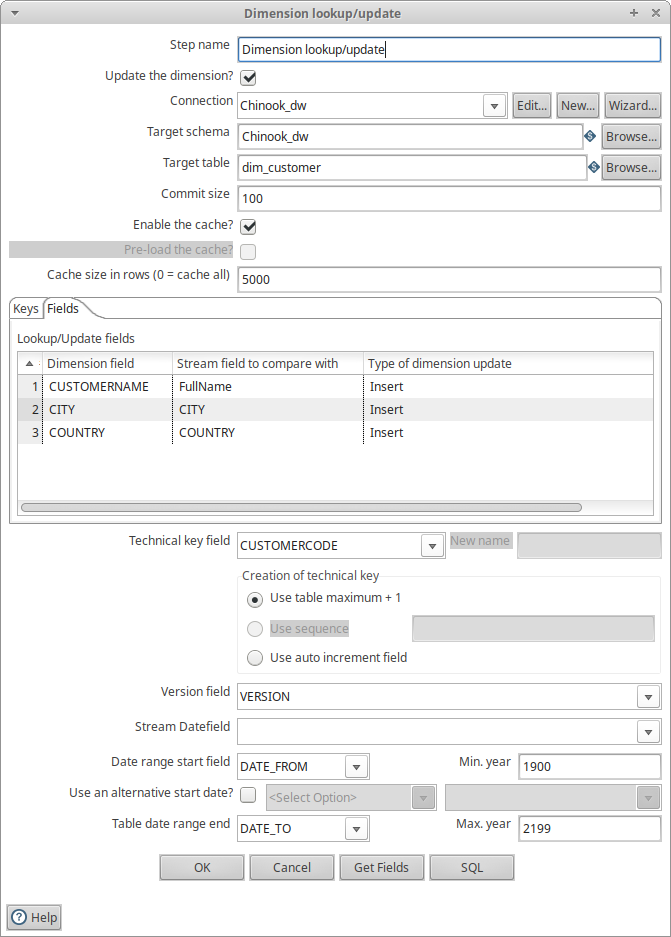 Dimension lookup/update
Step name Dimension lookup/update
Update the dimension?
Connection Chinook_dw Edit... New... Wizard...
Target schema Chinook_dw S Browse...
Target table dim_customer S Browse...
Commit size 100
Enable the cache?
Pre-load the cache?
Cache size in rows (0 = cache all) 5000
Keys Fields
Lookup/Update fields
Dimension field Stream field to compare with Type of dimension update
1 CUSTOMERNAME FullName Insert
2 CITY CITY Insert
3 COUNTRY COUNTRY Insert
Technical key field CUSTOMERCODE New name
Creation of technical key
Use table maximum + 1
Use sequence
Use auto increment field
Version field VERSION
Stream Datefield
Date range start field DATE_FROM Min. year 1900
Use an alternative start date? <Select Option>
Table date range end DATE_TO Max. year 2199
OK Cancel Get Fields SQL
? Help